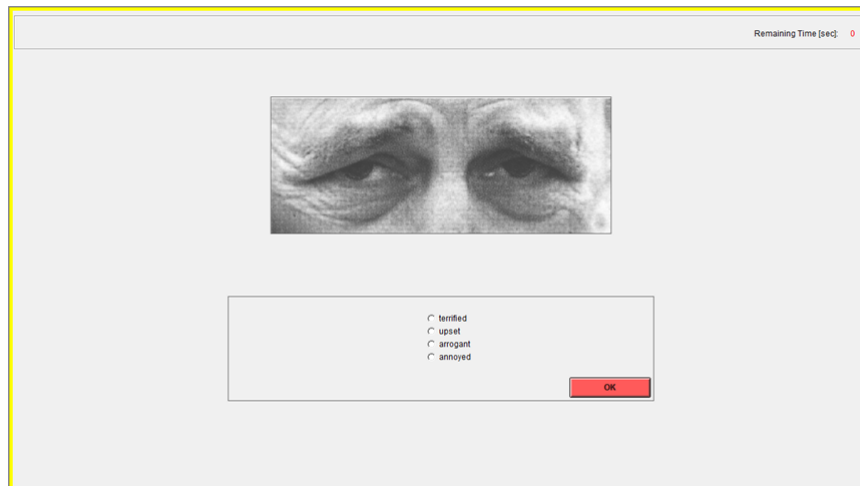 Remaining Time [sec]: 0
terrified
upset
arrogant
annoyed
OK